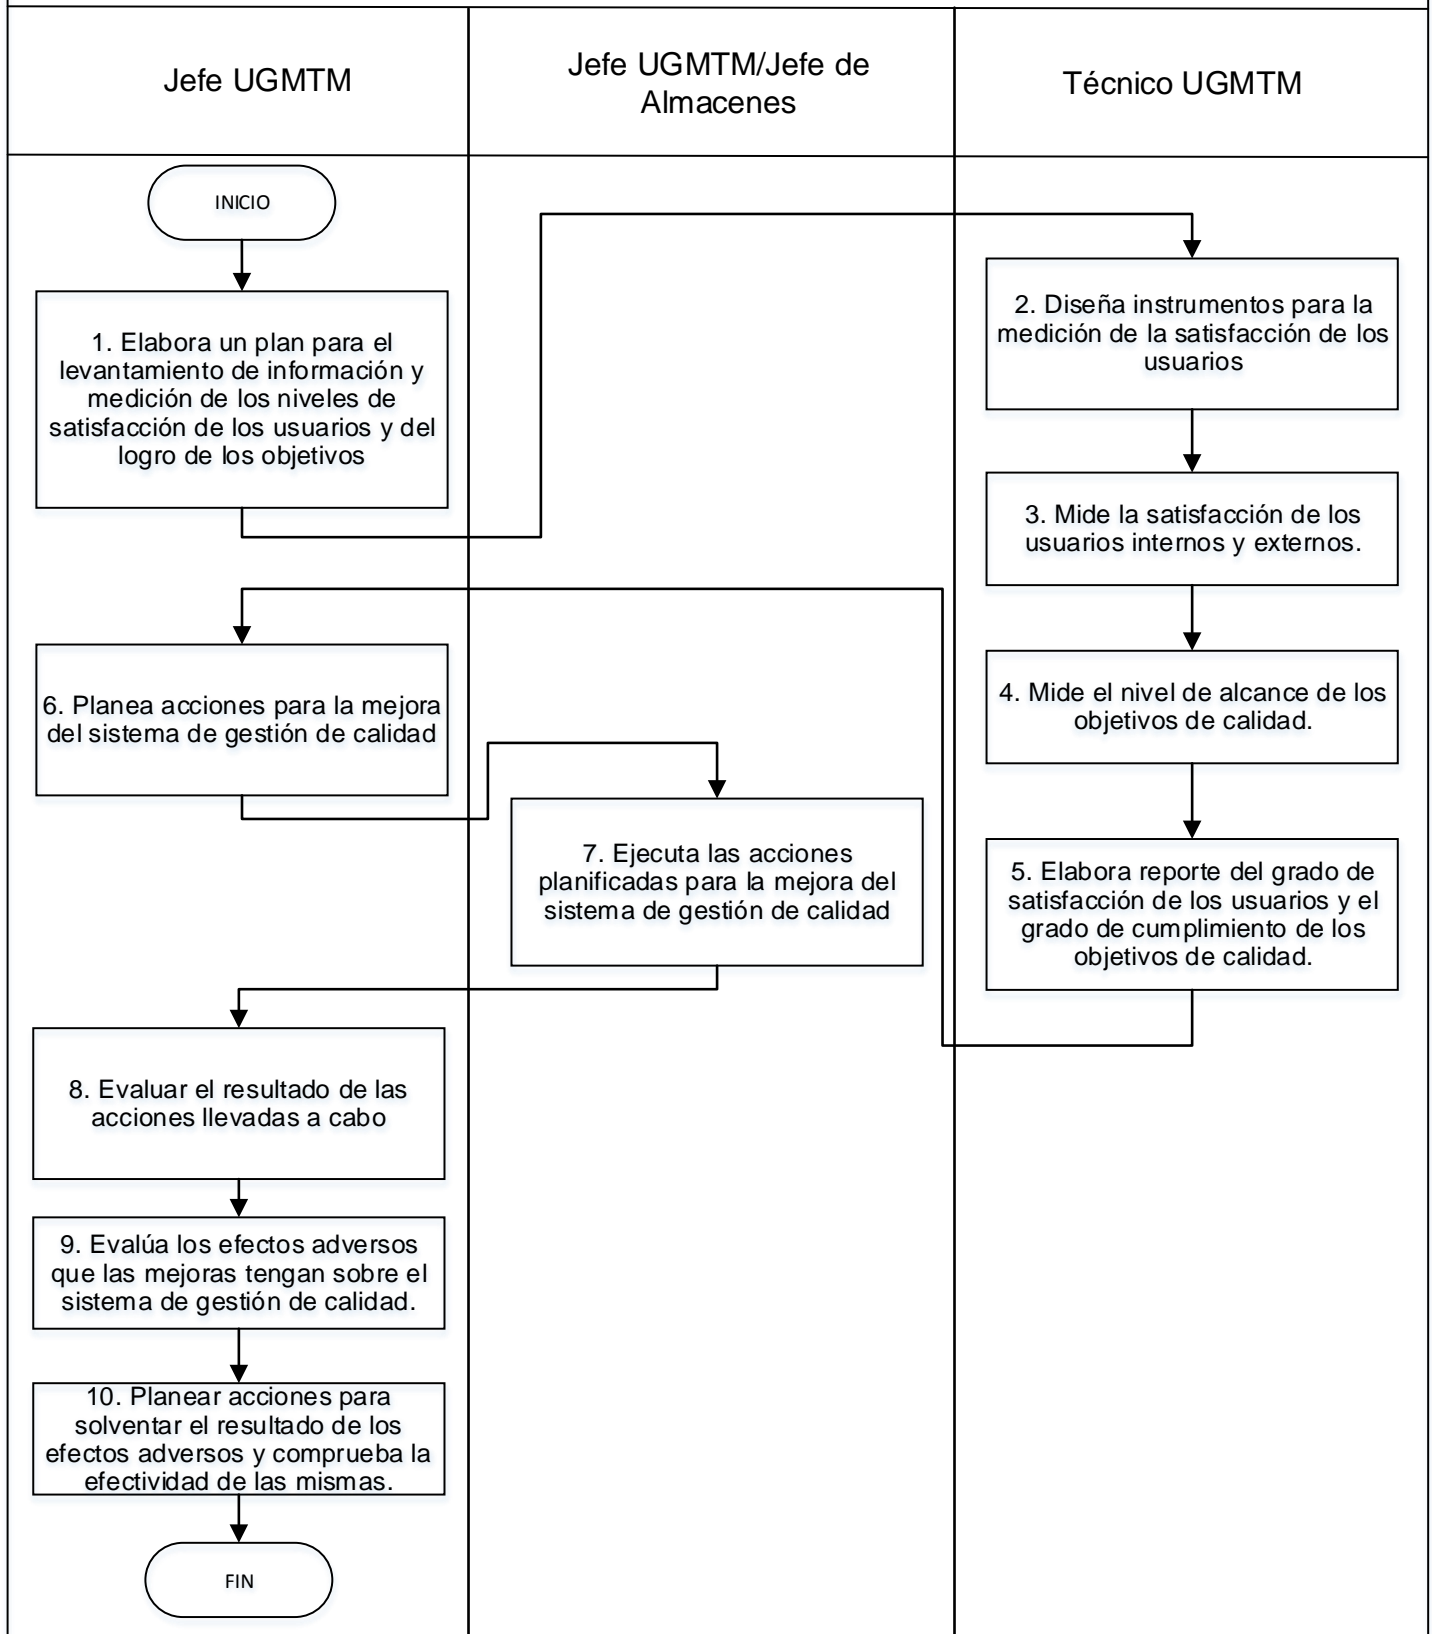 Jefe UGMTM
Jefe UGMTM/Jefe de
Almacenes
Técnico UGMTM
INICIO
1. Elabora un plan para el
levantamiento de información y
medición de los niveles de
satisfacción de los usuarios y del
logro de los objetivos
2. Diseña instrumentos para la
medición de la satisfacción de los
usuarios
3. Mide la satisfacción de los
usuarios internos y externos.
4. Mide el nivel de alcance de los
objetivos de calidad.
5. Elabora reporte del grado de
satisfacción de los usuarios y el
grado de cumplimiento de los
objetivos de calidad.
6. Planea acciones para la mejora
del sistema de gestión de calidad
7. Ejecuta las acciones
planificadas para la mejora del
sistema de gestión de calidad
8. Evaluar el resultado de las
acciones llevadas a cabo
9. Evalúa los efectos adversos
que las mejoras tengan sobre el
sistema de gestión de calidad.
10. Planear acciones para
solventar el resultado de los
efectos adversos y comprueba la
efectividad de las mismas.
FIN